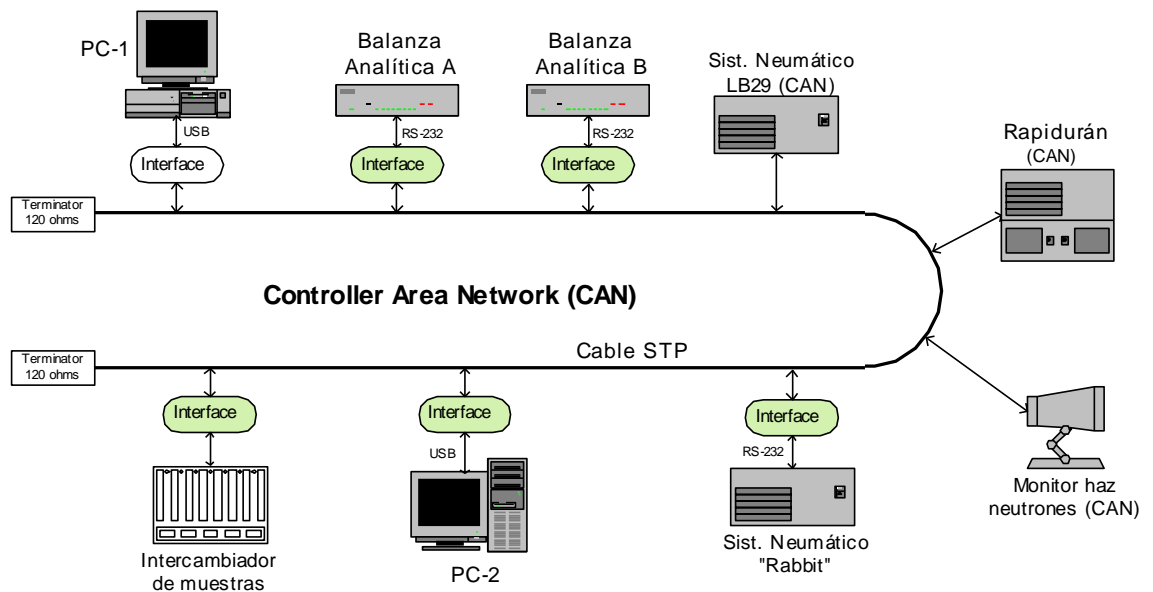 PC-1
Balanza
Analítica A
Balanza
Analítica B
Sist. Neumático
LB29 (CAN)
Rapidurán
(CAN)
USB
RS-232
RS-232
Interface
Interface
Interface
Terminator
120 ohms
Controller Area Network (CAN)
Cable STP
Terminator
120 ohms
Interface
Interface
Interface
USB
RS-232
Intercambiador
de muestras
PC-2
Sist. Neumático
"Rabbit"
Monitor haz
neutrones (CAN)